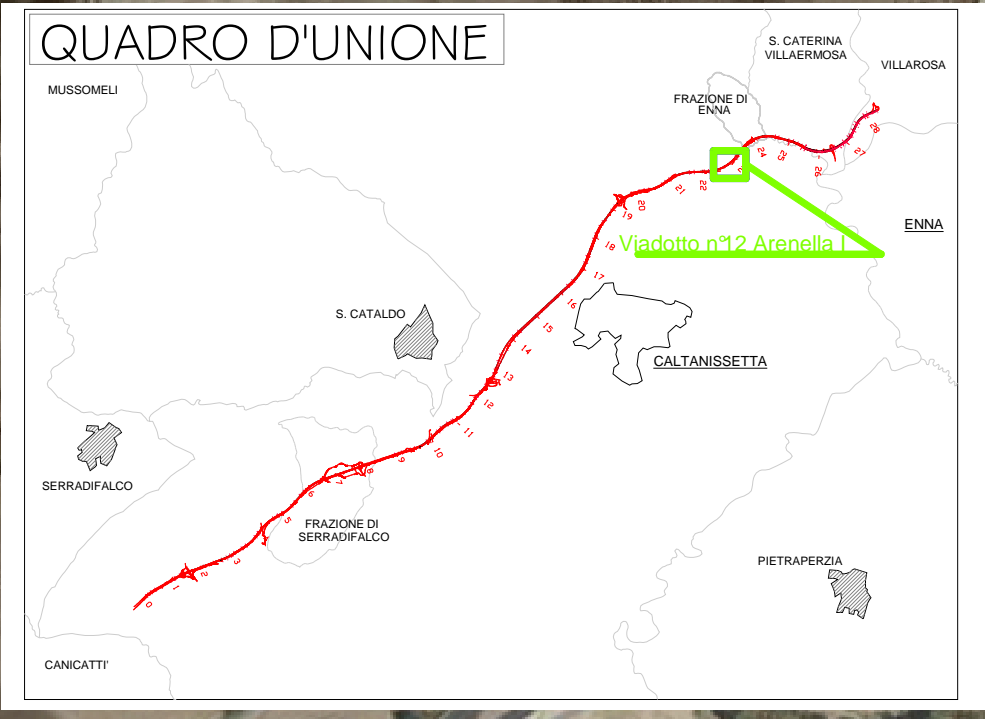 QUADRO D'UNIONE
MUSSOMELI
S. CATERINA
VILLAERMOSA
VILLAROSA
FRAZIONE DI
ENNA
ENNA
Viadotto n°12 Arenella I
S. CATALDO
CALTANISSETTA
SERRADIFALCO
FRAZIONE DI
SERRADIFALCO
PIETRAPERZIA
CANICATTI'
0
1
2
3
5
6
7
8
9
10
11
12
13
14
15
16
17
18
19
20
21
22
24
25
26
27
28